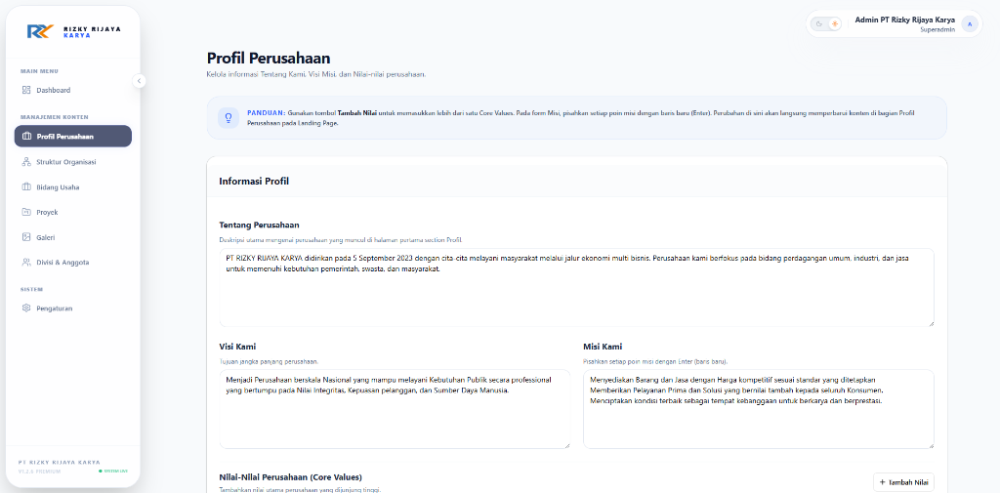 RIZKY RIJAYA
KARYA
MAIN MENU
Dashboard
MANAJEMEN KONTEN
Profil Perusahaan
Struktur Organisasi
Bidang Usaha
Proyek
Galeri
Divisi & Anggota
SISTEM
Pengaturan
PT RIZKY RIJAYA KARYA
V1.2.0 PREMIUM
SYSTEM LIVE
Admin PT Rizky Rijaya Karya
Superadmin
A
Profil Perusahaan
Kelola informasi Tentang Kami, Visi Misi, dan Nilai-nilai perusahaan.
PANDUAN: Gunakan tombol Tambah Nilai untuk memasukkan lebih dari satu Core Values. Pada form Misi, pisahkan setiap poin misi dengan baris baru (Enter). Perubahan di sini akan langsung memperbarui konten di bagian Profil
Perusahaan pada Landing Page.
Informasi Profil
Tentang Perusahaan
Deskripsi utama mengenai perusahaan yang muncul di halaman pertama section Profil.
PT RIZKY RIJAYA KARYA didirikan pada 5 September 2023 dengan cita-cita melayani masyarakat melalui jalur ekonomi multi bisnis. Perusahaan kami berfokus pada bidang perdagangan umum, industri, dan jasa
untuk memenuhi kebutuhan pemerintah, swasta, dan masyarakat.
Visi Kami
Tujuan jangka panjang perusahaan.
Menjadi Perusahaan berskala Nasional yang mampu melayani Kebutuhan Publik secara professional
yang bertumpu pada Nilai Integritas, Kepuasan pelanggan, dan Sumber Daya Manusia.
Misi Kami
Pisahkan setiap poin misi dengan Enter (baris baru).
Menyediakan Barang dan Jasa dengan Harga kompetitif sesuai standar yang ditetapkan
Memberikan Pelayanan Prima dan Solusi yang bernilai tambah kepada seluruh Konsumen.
Menciptakan kondisi terbaik sebagai tempat kebanggaan untuk berkarya dan berprestasi.
Nilai-Nilai Perusahaan (Core Values)
Tambahkan nilai utama perusahaan yang dijunjung tinggi.
+ Tambah Nilai